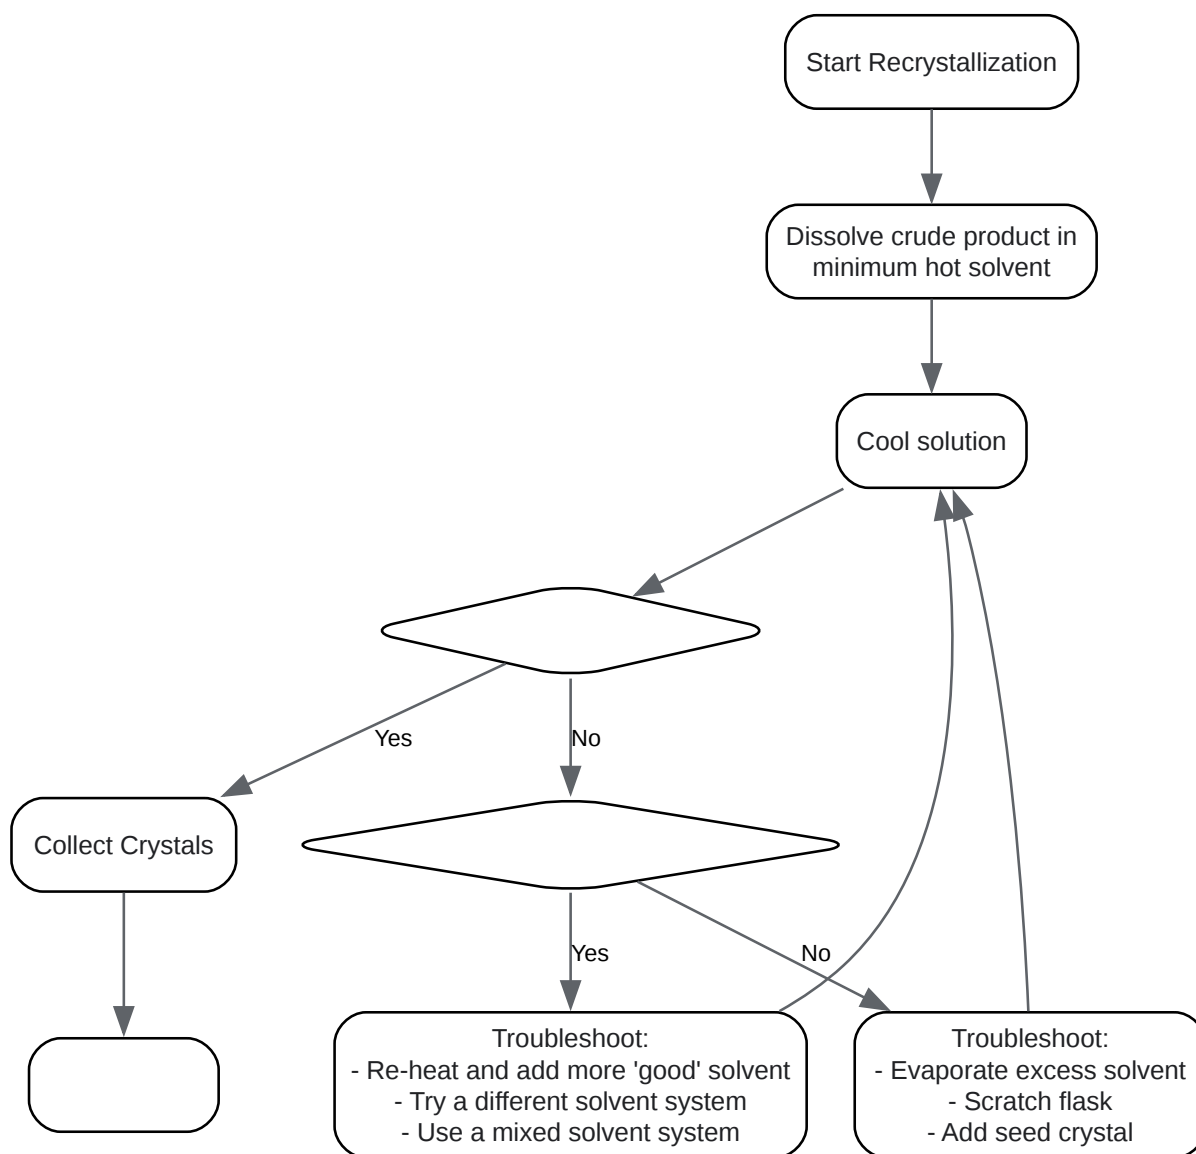 Start Recrystallization
Dissolve crude product in
minimum hot solvent
Cool solution
Yes
No
Collect Crystals
Yes
No
Troubleshoot:
- Re-heat and add more 'good' solvent
- Try a different solvent system
- Use a mixed solvent system
Troubleshoot:
- Evaporate excess solvent
- Scratch flask
- Add seed crystal